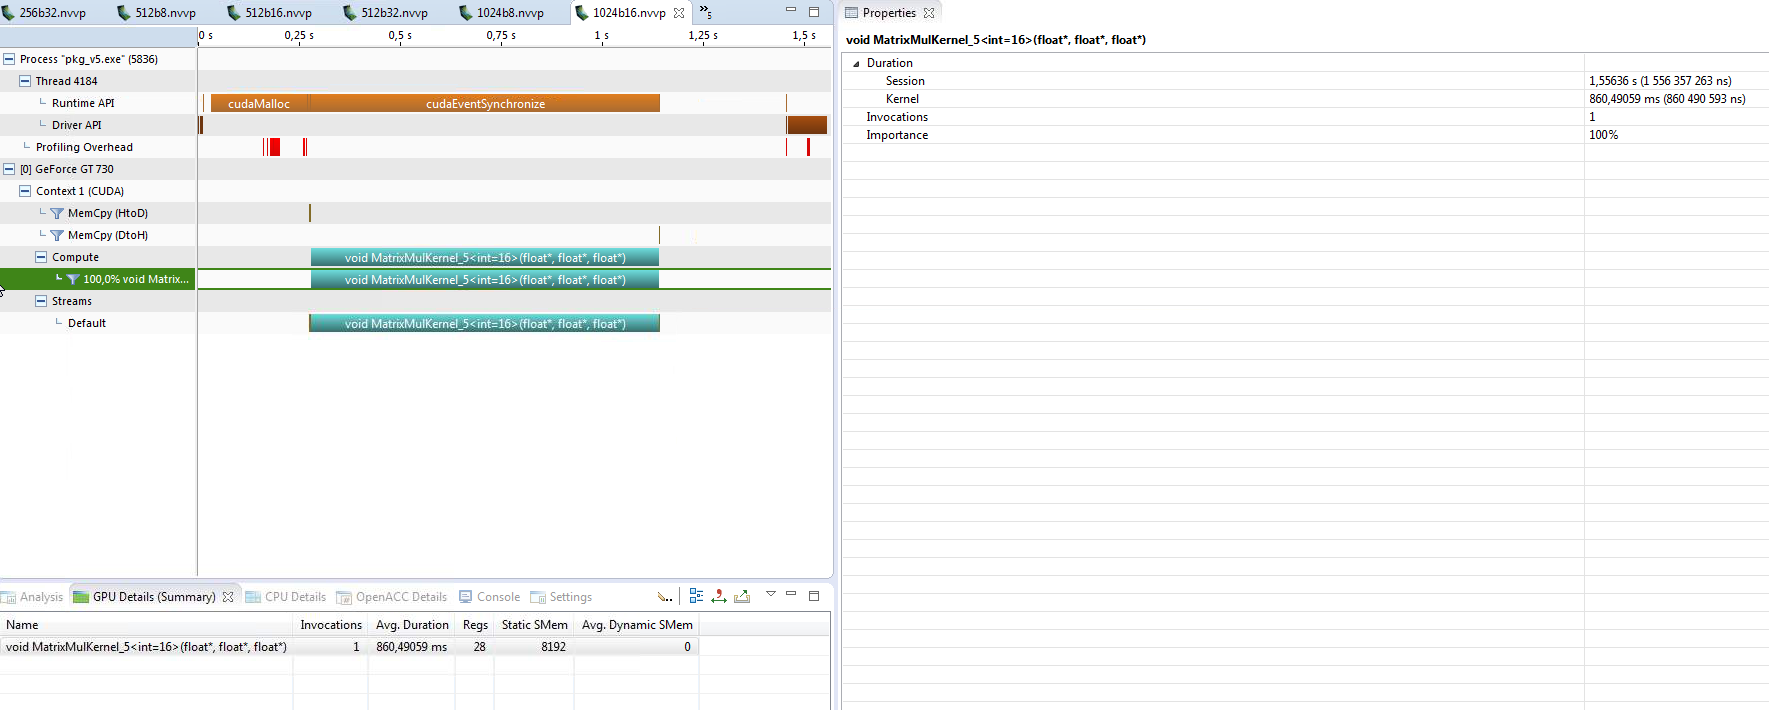 256b32.nvvp 512b8.nvvp 512b16.nvvp 512b32.nvvp 1024b8.nvvp 1024b16.nvvp »5
0 s 0,25 s 0,5 s 0,75 s 1 s 1,25 s 1,5 s
Process "pkg_v5.exe" (5836)
Thread 4184
Runtime API cudaMalloc cudaEventSynchronize
Driver API
Profiling Overhead
[0] GeForce GT 730
Context 1 (CUDA)
MemCpy (HtoD)
MemCpy (DtoH)
Compute void MatrixMulKernel_5<int=16>(float*, float*, float*)
100,0% void Matrix... void MatrixMulKernel_5<int=16>(float*, float*, float*)
Streams
Default void MatrixMulKernel_5<int=16>(float*, float*, float*)
Analysis GPU Details (Summary) CPU Details OpenACC Details Console Settings
Name Invocations Avg. Duration Regs Static SMem Avg. Dynamic SMem
void MatrixMulKernel_5<int=16>(float*, float*, float*) 1 860,49059 ms 28 8192 0
Properties
void MatrixMulKernel_5<int=16>(float*, float*, float*)
Duration
Session 1,55636 s (1 556 357 263 ns)
Kernel 860,49059 ms (860 490 593 ns)
Invocations 1
Importance 100%